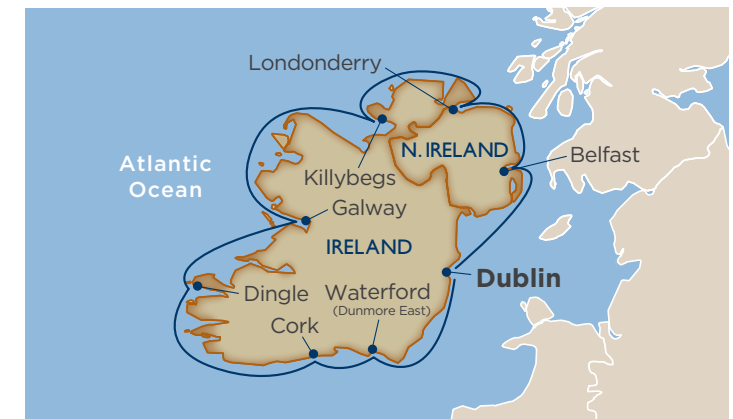 Londonderry
N. IRELAND
Belfast
Atlantic
Ocean
Killybegs
Galway
IRELAND
Dublin
Dingle
Waterford
(Dunmore East)
Cork